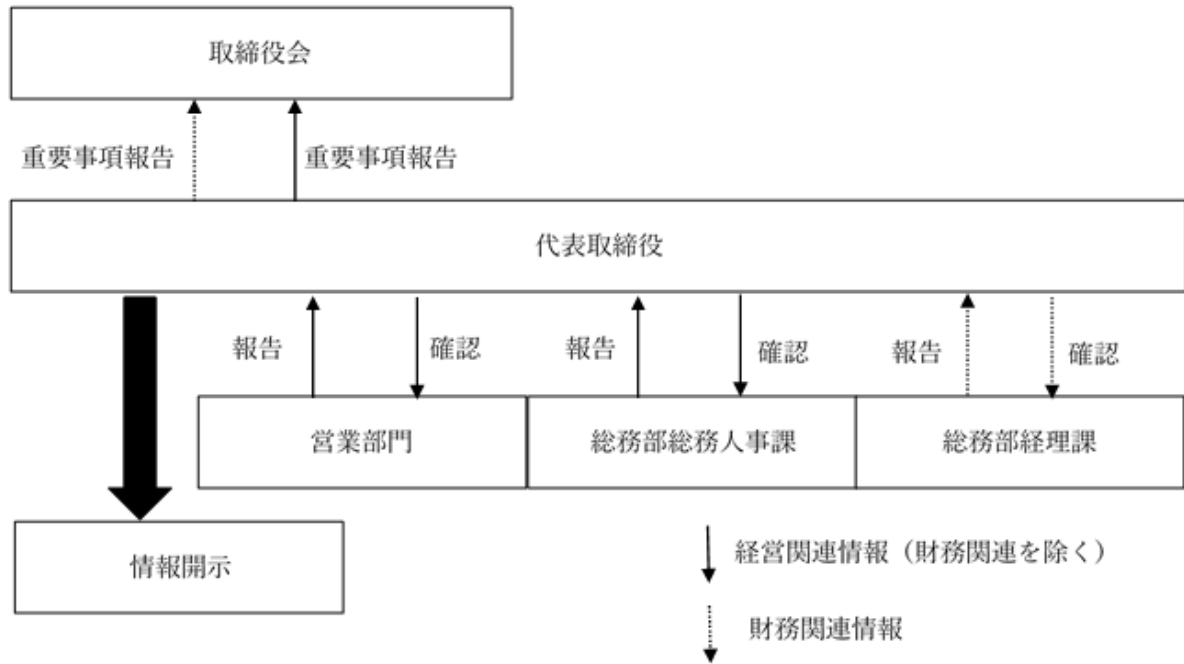 取締役会
重要事項報告
重要事項報告
代表取締役
報告
確認
報告
確認
報告
確認
営業部門
総務部総務人事課
総務部経理課
情報開示
経営関連情報（財務関連を除く）
財務関連情報